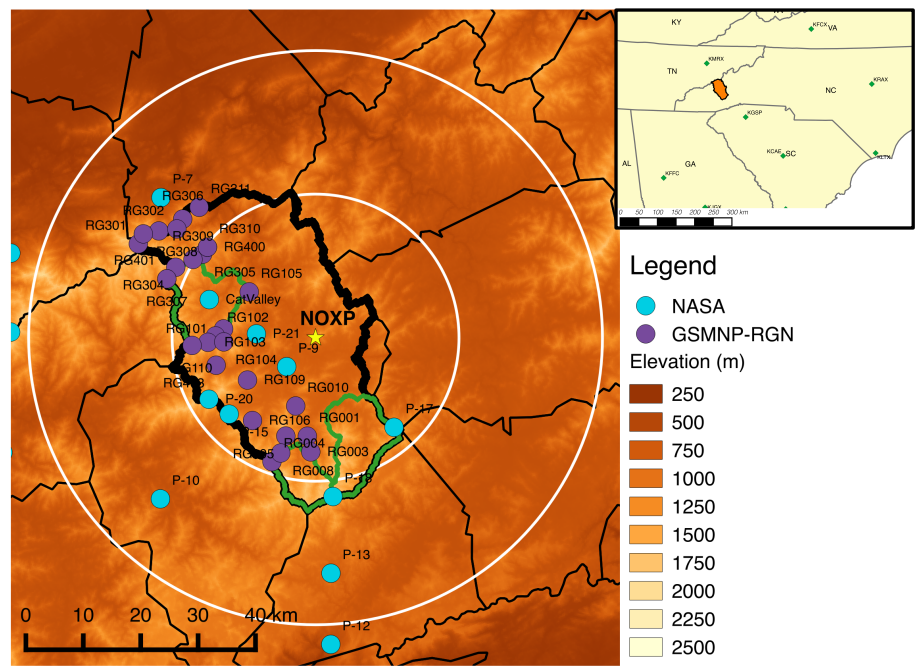 P-7
RG311
RG306
RG302
RG301
RG310
RG309
RG400
RG308
RG401
RG305
RG105
RG304
RG307
CatValley
NOXP
RG102
RG101
P-21
RG103
P-9
RG104
RG109
P-20
RG010
P-17
RG106
RG001
P-15
RG004
RG003
RG008
P-18
P-10
P-13
P-12
0 10 20 30 40 km
KY
KFCX VA
KMRX
TN
KRAX
NC
KGSP
KCAE SC
KLTX
AL
GA
KFFC
0 50 100 150 200 250 300 km
Legend
NASA
GSMNP-RGN
Elevation (m)
250
500
750
1000
1250
1500
1750
2000
2250
2500